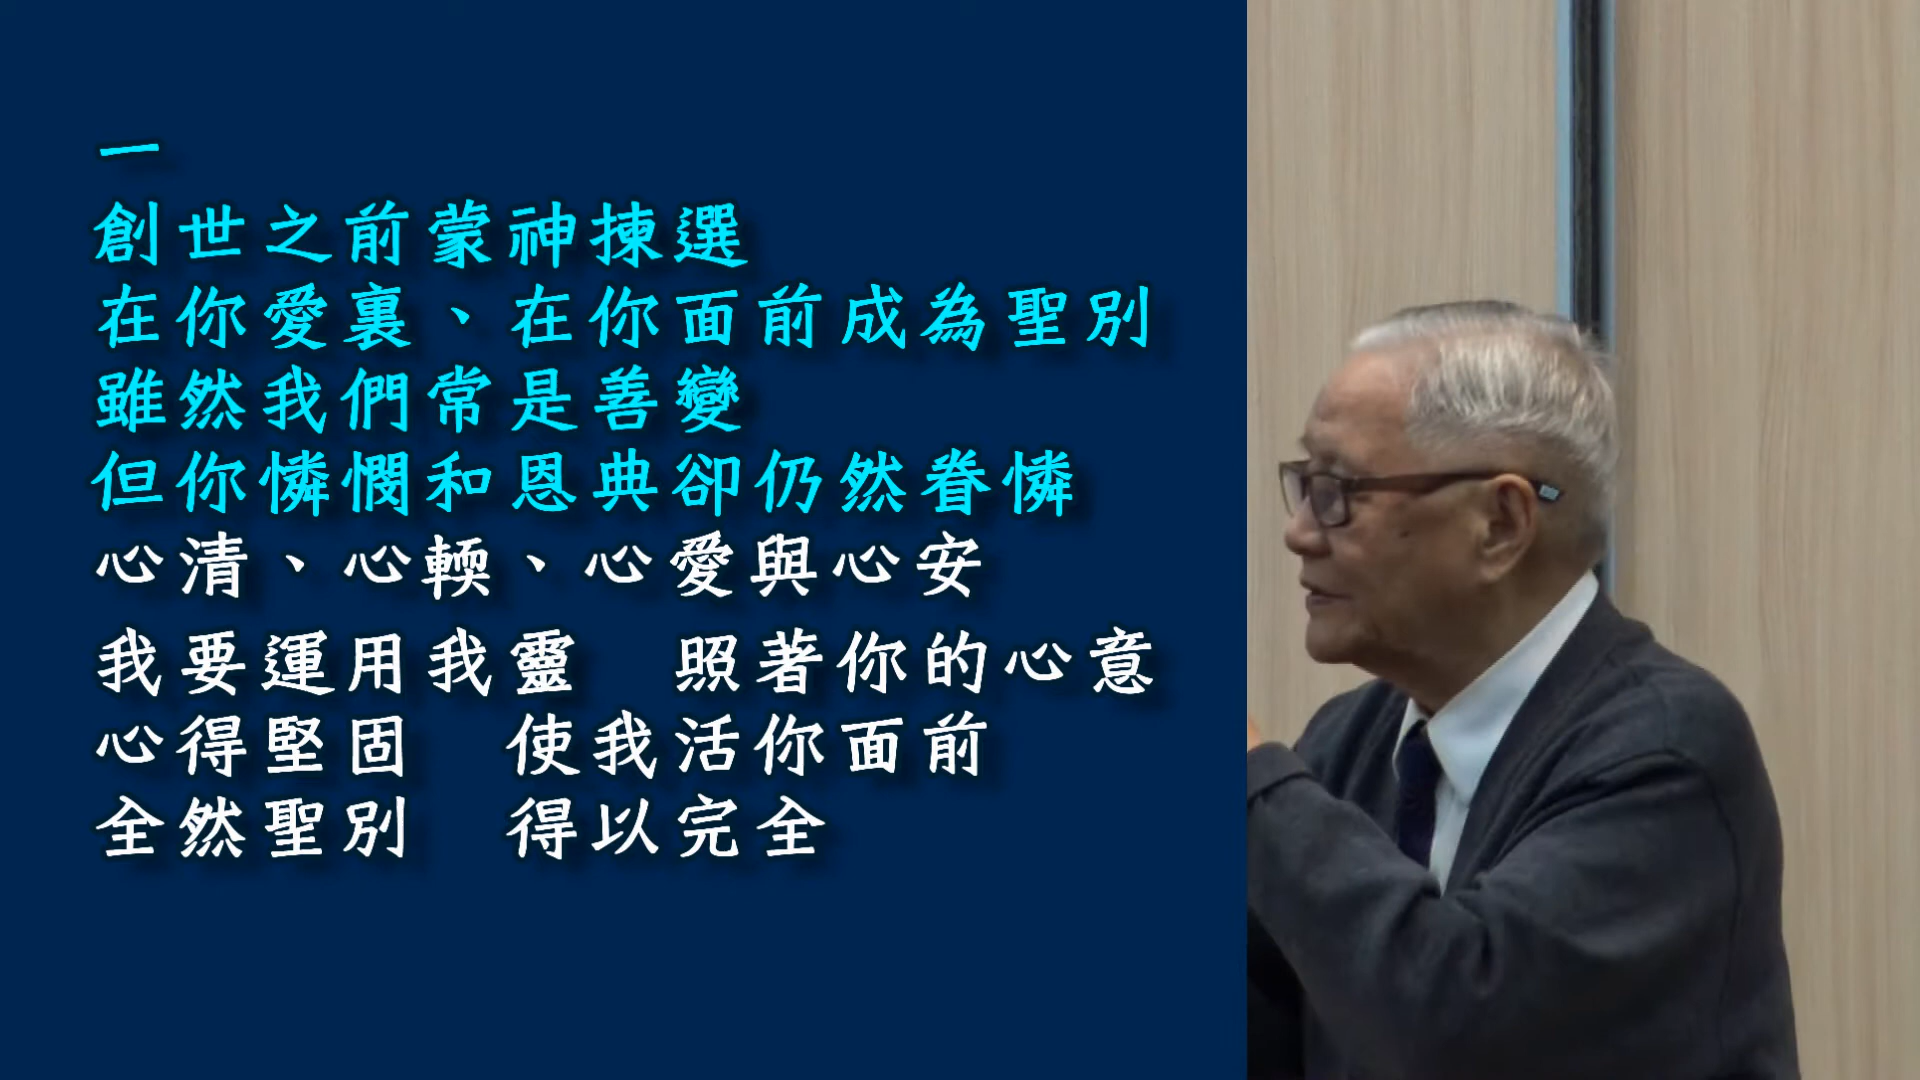 一
創世之前蒙神揀選
在你愛裏、在你面前成為聖別
雖然我們常是善變
但你憐憫和恩典卻仍然眷憐
心清、心輭、心愛與心安
我要運用我靈　照著你的心意
心得堅固　使我活你面前
全然聖別　得以完全